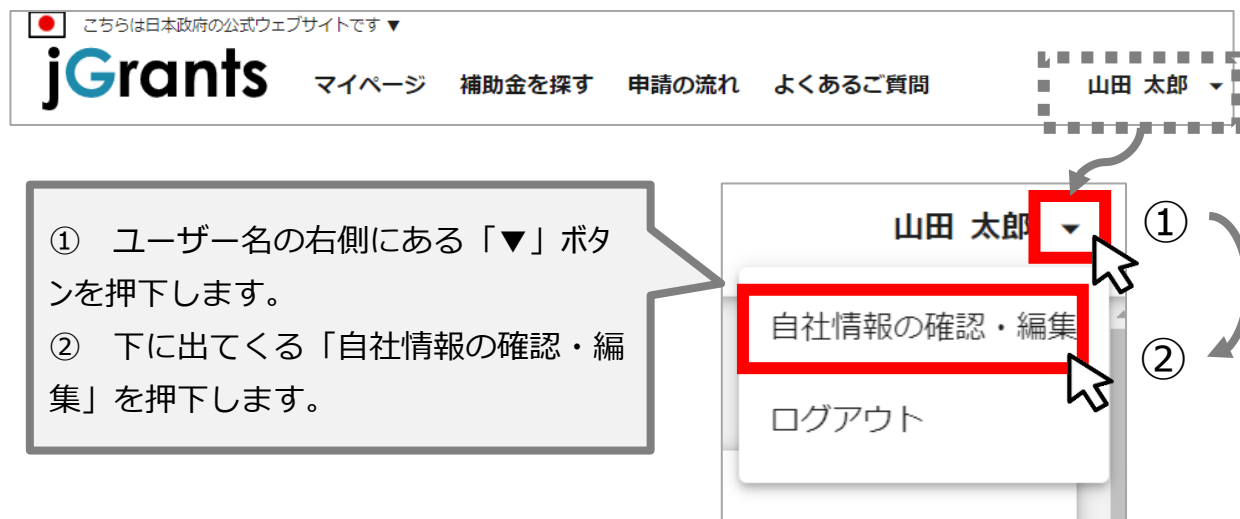 こちらは日本政府の公式ウェブサイトです ▼
jGrants マイページ 補助金を探す 申請の流れ よくあるご質問 山田 太郎 ▼
① ユーザー名の右側にある「▼」ボタ
ンを押下します。
② 下に出てくる「自社情報の確認・編
集」を押下します。
山田 太郎 ▼ ①
自社情報の確認・編集
②
ログアウト